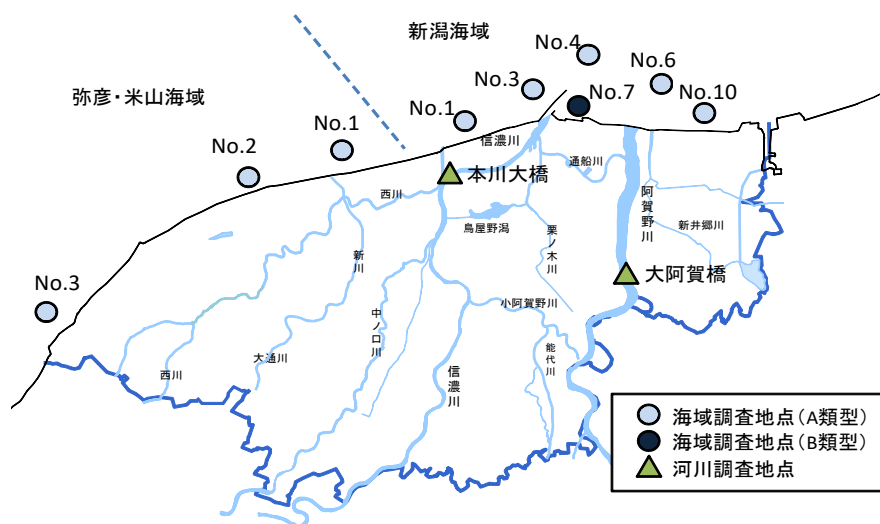 新潟海域
No.4
No.6
No.3
No.7
No.10
弥彦・米山海域
No.1
No.1
No.2
信濃川
通船川
本川大橋
西川
阿賀野川
鳥屋野潟
栗ノ木川
新井郷川
新川
大阿賀橋
No.3
小阿賀野川
中ノ口川
大通川
能代川
西川
信濃川
海域調査地点(A類型)
海域調査地点(B類型)
河川調査地点